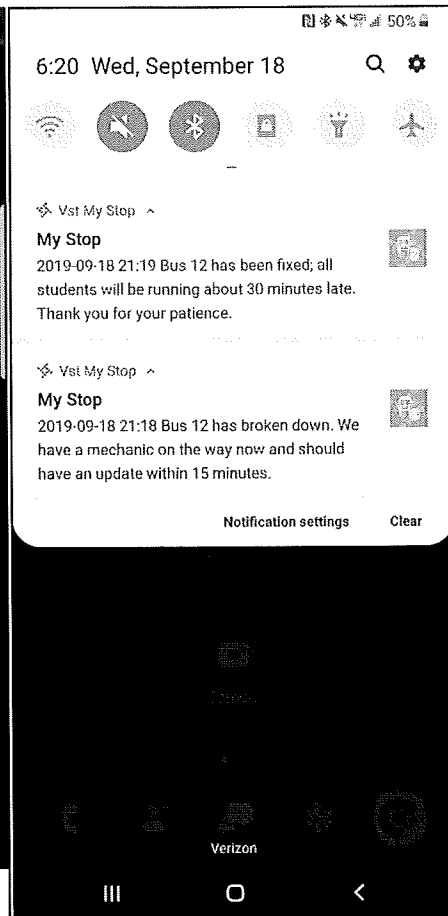 50%
6:20 Wed, September 18
Vst My Stop
My Stop
2019-09-18 21:19 Bus 12 has been fixed; all
students will be running about 30 minutes late.
Thank you for your patience.
Vst My Stop
My Stop
2019-09-18 21:18 Bus 12 has broken down. We
have a mechanic on the way now and should
have an update within 15 minutes.
Notification settings Clear
Verizon